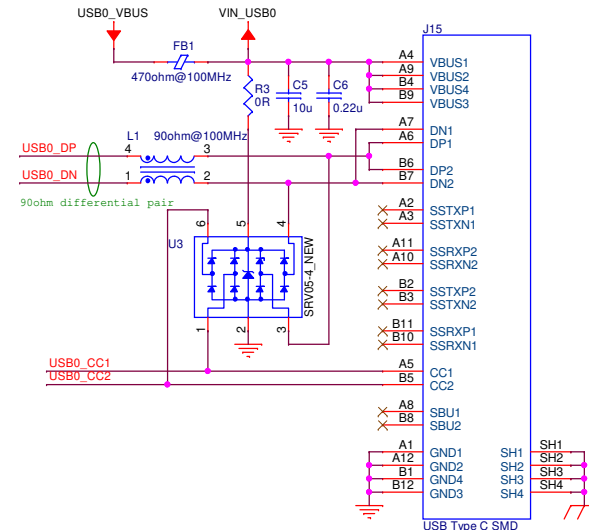 USB0_VBUS
VIN_USB0
J15
FB1
470ohm@100MHz
R3
0R
C5
10u
C6
0.22u
A4 VBUS1
A9 VBUS2
B4 VBUS4
B9 VBUS3
A7 DN1
A6 DP1
B6 DP2
B7 DN2
L1 90ohm@100MHz
USB0_DP 4 3
USB0_DN 1 2
90ohm differential pair
A2 SSTXP1
A3 SSTXN1
A11 SSRXP2
A10 SSRXN2
B2 SSTXP2
B3 SSTXN2
B11 SSRXP1
B10 SSRXN1
6 5 4
U3
SRV05-4_NEW
1 2 3
USB0_CC1
USB0_CC2
A5 CC1
B5 CC2
A8 SBU1
B8 SBU2
A1 GND1 SH1 SH1
A12 GND2 SH2 SH2
B1 GND4 SH3 SH3
B12 GND3 SH4 SH4
USB Type C SMD